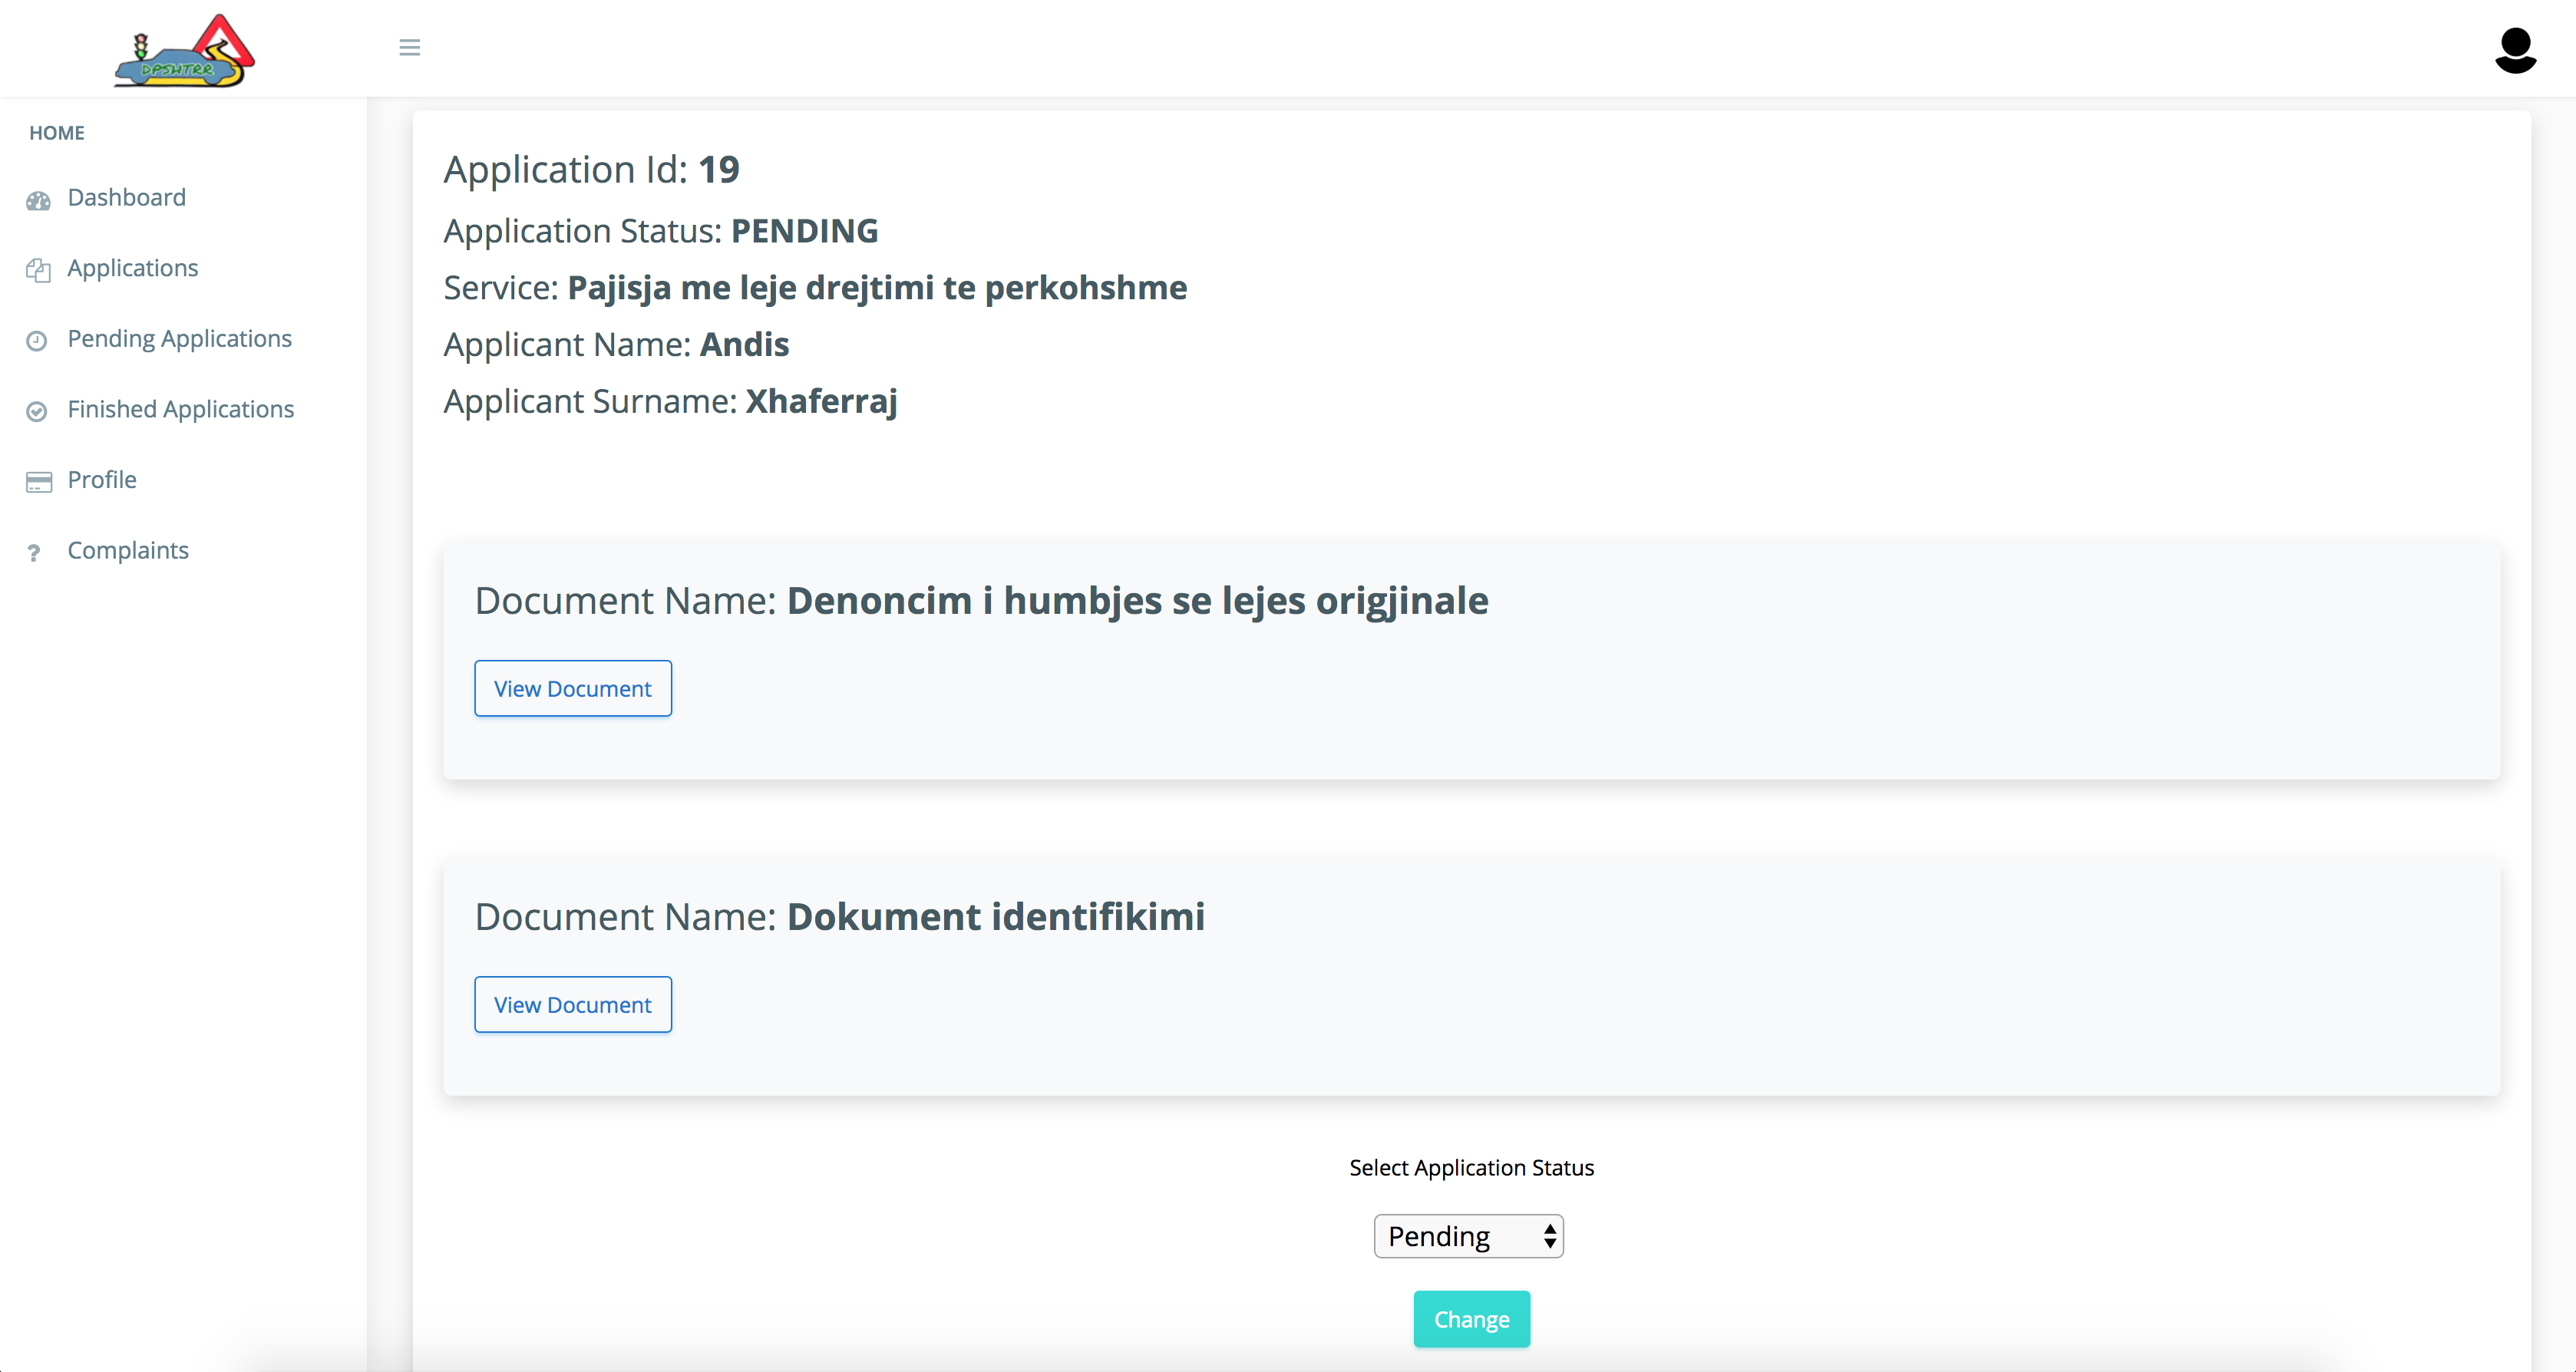 DPSHTRR
HOME
Dashboard
Applications
Pending Applications
Finished Applications
Profile
? Complaints
Application Id: 19
Application Status: PENDING
Service: Pajisja me leje drejtimi te perkohshme
Applicant Name: Andis
Applicant Surname: Xhaferraj
Document Name: Denoncim i humbjes se lejes origjinale
View Document
Document Name: Dokument identifikimi
View Document
Select Application Status
Pending
Change